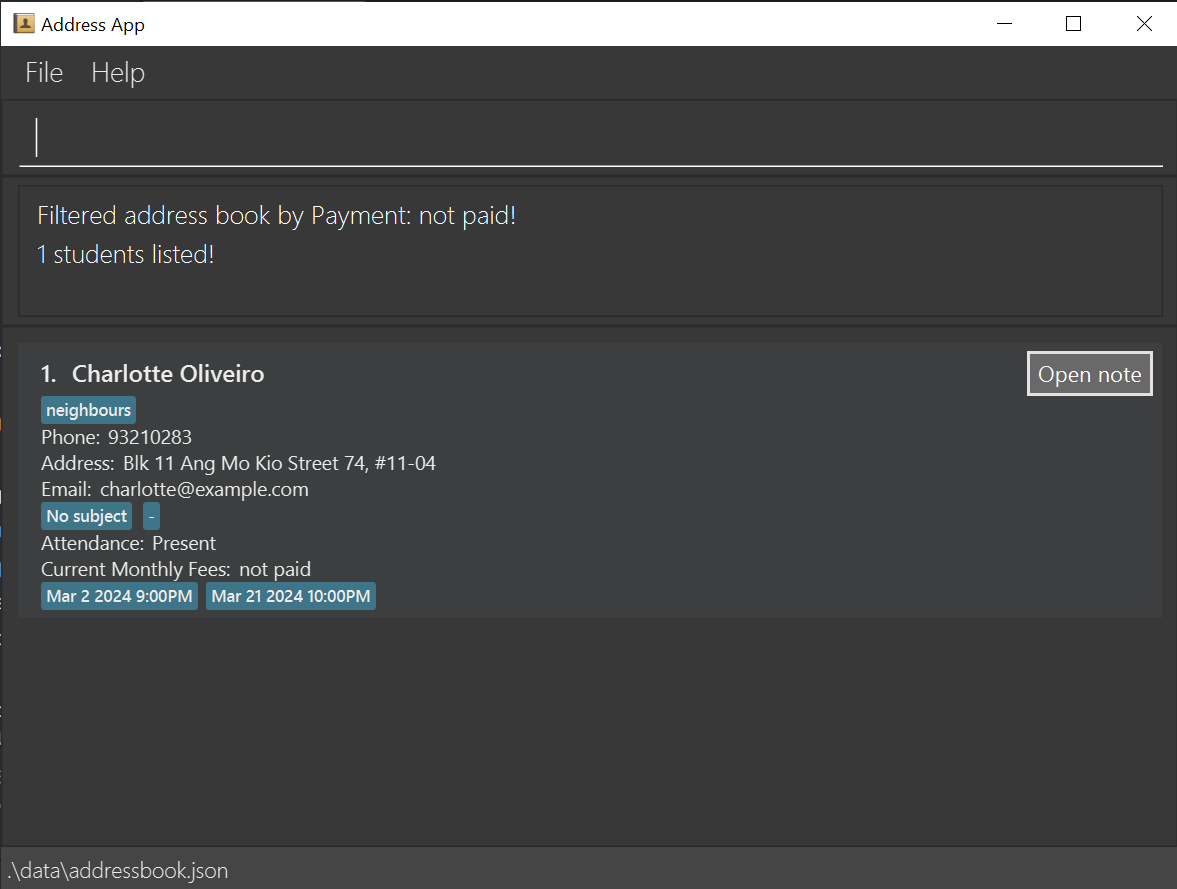 Address App
File Help
Filtered address book by Payment: not paid!
1 students listed!
1. Charlotte Oliveiro
Open note
neighbours
Phone: 93210283
Address: Blk 11 Ang Mo Kio Street 74, #11-04
Email: charlotte@example.com
No subject -
Attendance: Present
Current Monthly Fees: not paid
Mar 2 2024 9:00PM Mar 21 2024 10:00PM
.\data\addressbook.json